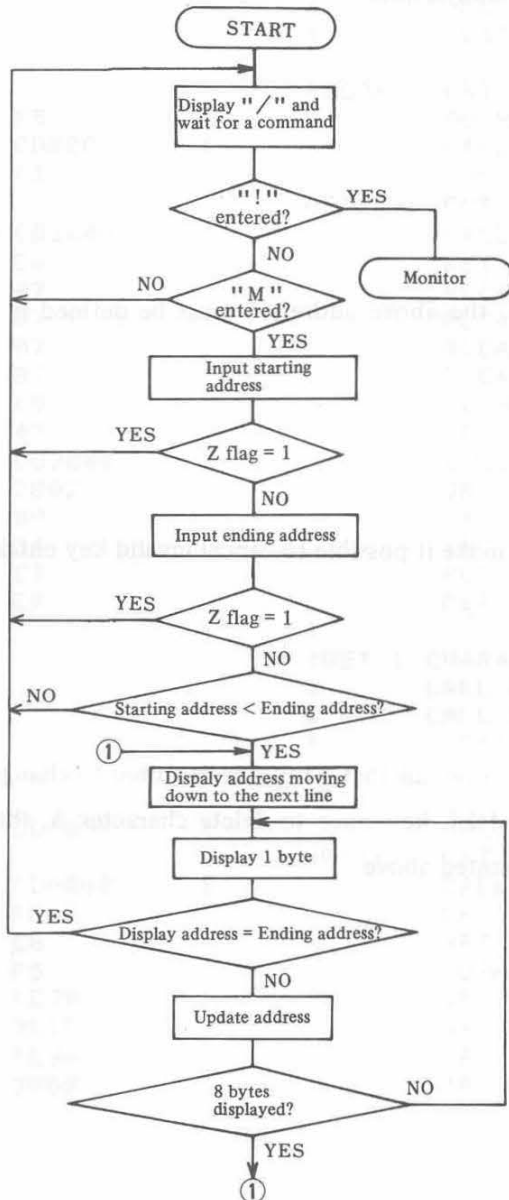 START
Display "/" and
wait for a command
"!"
entered?
YES
NO
Monitor
NO
"M"
entered?
YES
Input starting
address
YES
Z flag = 1
NO
Input ending address
YES
Z flag = 1
NO
NO
Starting address < Ending address?
①
YES
Dispaly address moving
down to the next line
Display 1 byte
YES
Display address = Ending address?
NO
Update address
8 bytes
displayed?
NO
YES
①